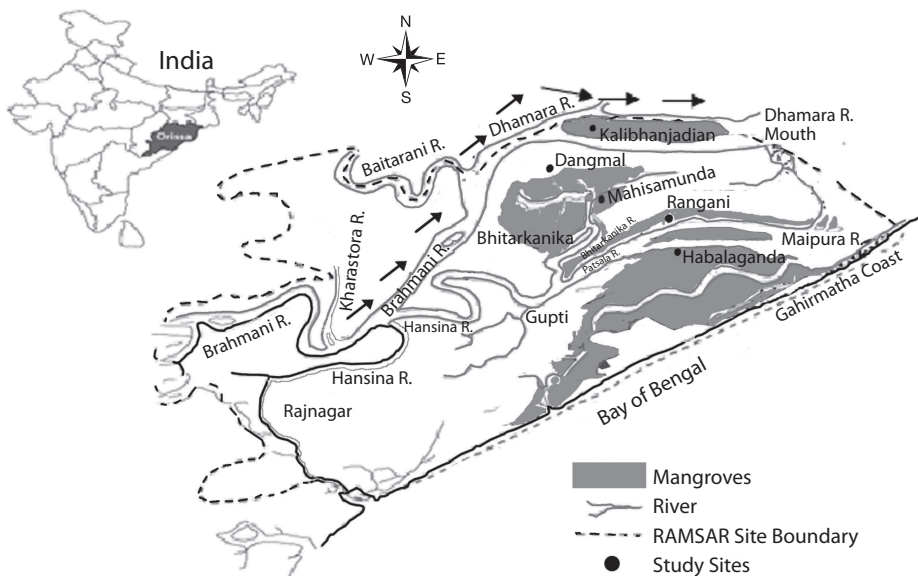 India
Orissa
N
W
E
S
Dhamara R.
Dhamara R.
Mouth
Kalibhanjadian
Baitarani R.
Dangmal
Mahisamunda
Rangani
Bhitarkanika
Bhitarkanika R.
Patsala R.
Maipura R.
Habalaganda
Kharastora R.
Brahmani R.
Gahirmatha Coast
Brahmani R.
Hansina R.
Gupti
Hansina R.
Bay of Bengal
Rajnagar
Mangroves
River
RAMSAR Site Boundary
Study Sites